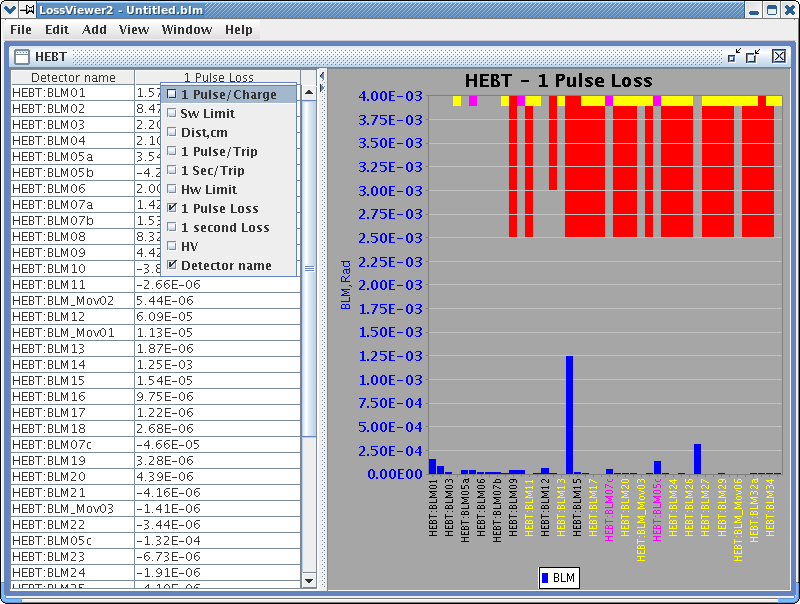 LossViewer2 - Untitled.blm
File Edit Add View Window Help
HEBT
Detector name 1 Pulse Loss
HEBT:BLM01 1.57
HEBT:BLM02 8.47
HEBT:BLM03 2.20
HEBT:BLM04 2.10
HEBT:BLM05a 3.54
HEBT:BLM05b -4.2
HEBT:BLM06 2.00
HEBT:BLM07a 1.42
HEBT:BLM07b 1.53
HEBT:BLM08 8.32
HEBT:BLM09 4.42
HEBT:BLM10 -3.8
HEBT:BLM11 -2.66E-06
HEBT:BLM_Mov02 5.44E-06
HEBT:BLM12 6.09E-05
HEBT:BLM_Mov01 1.13E-05
HEBT:BLM13 1.87E-06
HEBT:BLM14 1.25E-03
HEBT:BLM15 1.54E-05
HEBT:BLM16 9.75E-06
HEBT:BLM17 1.22E-06
HEBT:BLM18 2.68E-06
HEBT:BLM07c -4.66E-05
HEBT:BLM19 3.28E-06
HEBT:BLM20 4.39E-06
HEBT:BLM21 -4.16E-06
HEBT:BLM_Mov03 -1.41E-06
HEBT:BLM22 -3.44E-06
HEBT:BLM05c -1.32E-04
HEBT:BLM23 -6.73E-06
HEBT:BLM24 -1.91E-06
1 Pulse/Charge
Sw Limit
Dist,cm
1 Pulse/Trip
1 Sec/Trip
Hw Limit
1 Pulse Loss
1 second Loss
HV
Detector name
HEBT - 1 Pulse Loss
4.00E-03
3.75E-03
3.50E-03
3.25E-03
3.00E-03
2.75E-03
2.50E-03
2.25E-03
2.00E-03
1.75E-03
1.50E-03
1.25E-03
1.00E-03
7.50E-04
5.00E-04
2.50E-04
0.00E00
BLM, Rad
HEBT:BLM01
HEBT:BLM03
HEBT:BLM05a
HEBT:BLM06
HEBT:BLM07b
HEBT:BLM09
HEBT:BLM11
HEBT:BLM12
HEBT:BLM13
HEBT:BLM15
HEBT:BLM17
HEBT:BLM07c
HEBT:BLM20
HEBT:BLM_Mov03
HEBT:BLM05c
HEBT:BLM24
HEBT:BLM26
HEBT:BLM27
HEBT:BLM29
HEBT:BLM_Mov06
HEBT:BLM32a
HEBT:BLM34
BLM